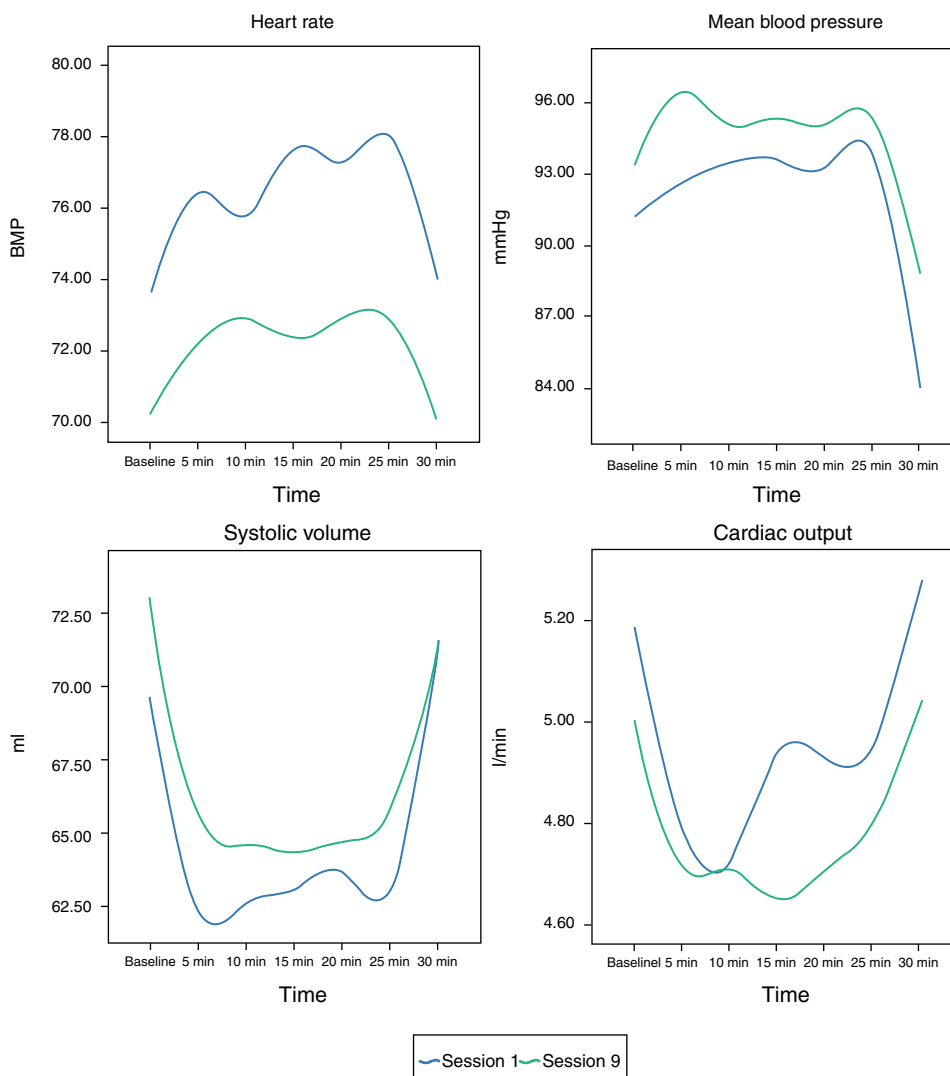 Heart rate
80.00
78.00
76.00
74.00
72.00
70.00
BMP
Baseline 5 min 10 min 15 min 20 min 25 min 30 min
Time
Mean blood pressure
96.00
93.00
90.00
87.00
84.00
mmHg
Baseline 5 min 10 min 15 min 20 min 25 min 30 min
Time
Systolic volume
72.50
70.00
67.50
65.00
62.50
ml
Baseline 5 min 10 min 15 min 20 min 25 min 30 min
Time
Cardiac output
5.20
5.00
4.80
4.60
l/min
Baselinel 5 min 10 min 15 min 20 min 25 min 30 min
Time
Session 1 Session 9